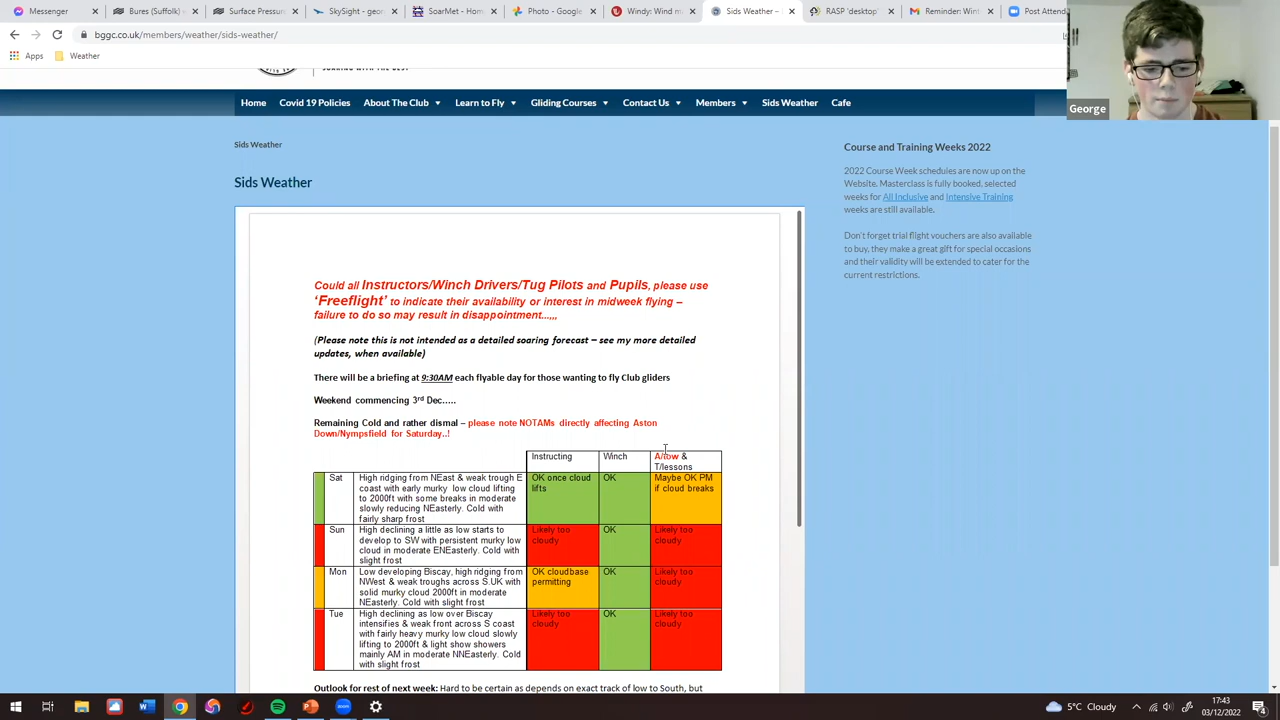 Messenger
Bures (Suffolk)
Surface Pressur
Surface Pressur
SkySight -
SoarMet - Hom
Photo -
Windy: Wind m
Sids Weather -
RASP 'desktop'
Schedules Wint
Post Attend
bggc.co.uk/members/weather/sids-weather/
Apps Weather
Home Covid 19 Policies About The Club Learn to Fly Gliding Courses Contact Us Members Sids Weather Cafe
George
Sids Weather
Sids Weather
Course and Training Weeks 2022
2022 Course Week schedules are now up on the
Website. Masterclass is fully booked, selected
weeks for All Inclusive and Intensive Training
weeks are still available.
Don't forget trial flight vouchers are also available
to buy, they make a great gift for special occasions
and their validity will be extended to cater for the
current restrictions.
Could all Instructors/Winch Drivers/Tug Pilots and Pupils, please use
'Freeflight' to indicate their availability or interest in midweek flying –
failure to do so may result in disappointment...,,,
(Please note this is not intended as a detailed soaring forecast – see my more detailed
updates, when available)
There will be a briefing at 9:30AM each flyable day for those wanting to fly Club gliders
Weekend commencing 3rd Dec.....
Remaining Cold and rather dismal – please note NOTAMs directly affecting Aston
Down/Nympsfield for Saturday..!
Instructing Winch A/tow &
T/lessons
Sat High ridging from NEast & weak trough E
coast with early murky low cloud lifting
to 2000ft with some breaks in moderate
slowly reducing NEasterly. Cold with
fairly sharp frost
OK once cloud
lifts
OK
Maybe OK PM
if cloud breaks
Sun High declining a little as low starts to
develop to SW with persistent murky low
cloud in moderate ENEasterly. Cold with
slight frost
Likely too
cloudy
OK
Likely too
cloudy
Mon Low developing Biscay, high ridging from
NWest & weak troughs across S.UK with
solid murky cloud 2000ft in moderate
NEasterly. Cold with slight frost
OK cloudbase
permitting
OK
Likely too
cloudy
Tue High declining as low over Biscay
intensifies & weak front across S coast
with fairly heavy murky low cloud slowly
lifting to 2000ft & light show showers
mainly AM in moderate NNEasterly. Cold
with slight frost
Likely too
cloudy
OK
Likely too
cloudy
Outlook for rest of next week: Hard to be certain as depends on exact track of low to South, but
5°C Cloudy
17:43
03/12/2022